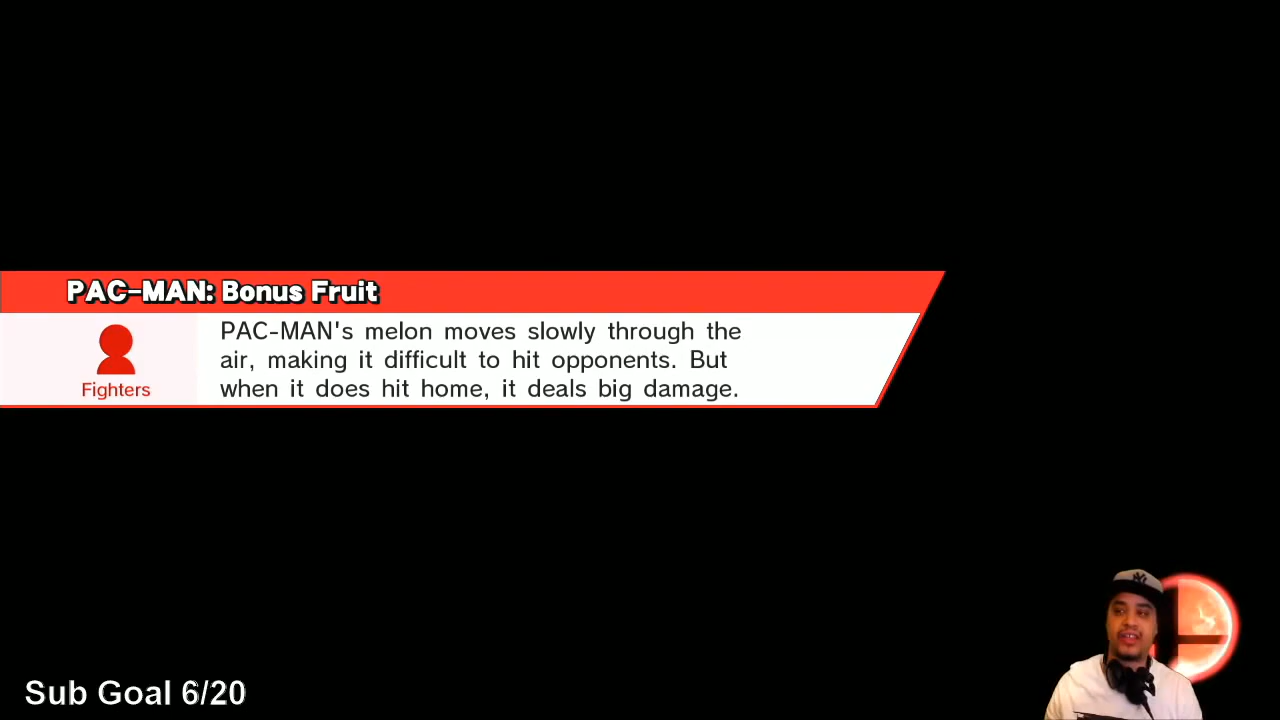 PAC-MAN: Bonus Fruit
PAC-MAN's melon moves slowly through the
air, making it difficult to hit opponents. But
when it does hit home, it deals big damage.
Fighters
Sub Goal 6/20